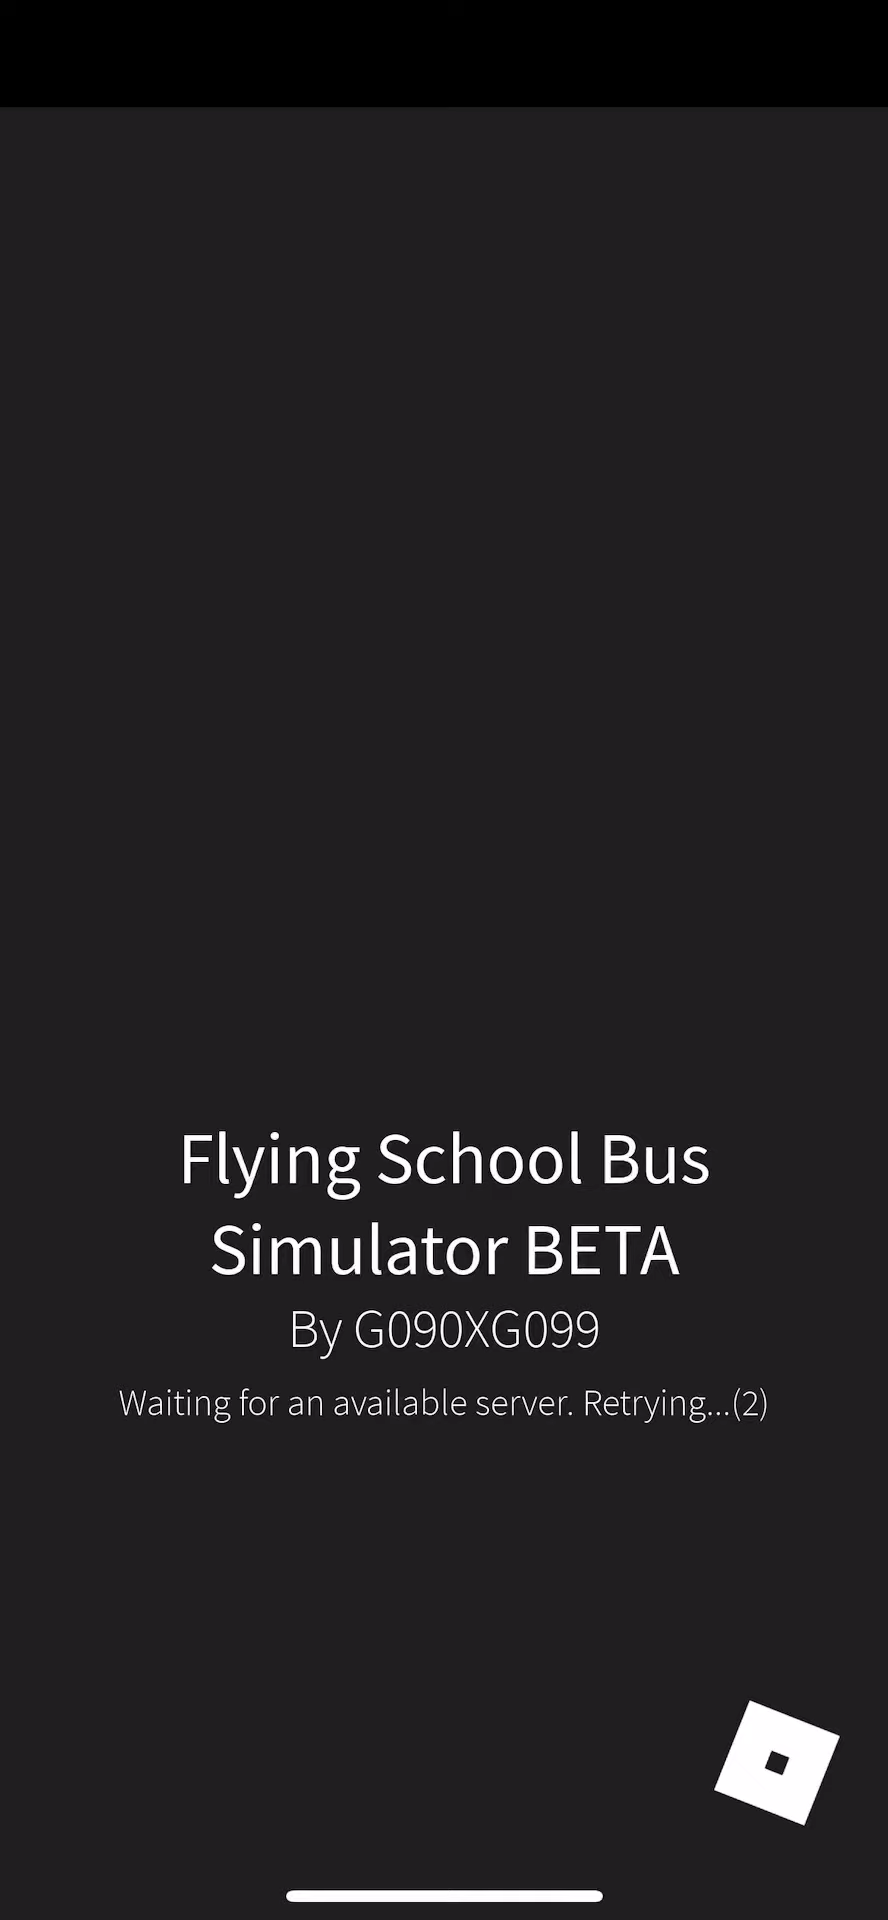 Flying School Bus
Simulator BETA
By G090XG099
Waiting for an available server. Retrying...(2)